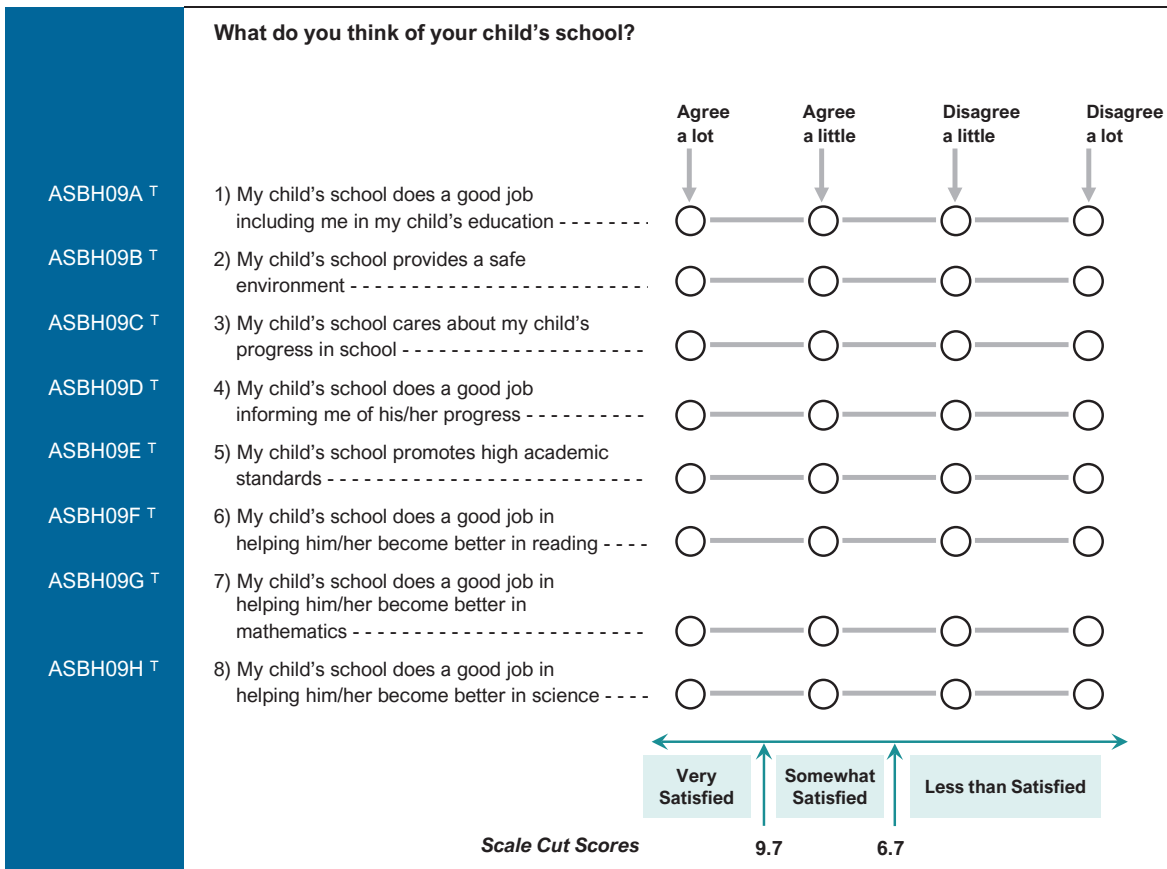 What do you think of your child’s school?
Agree a lot
Agree a little
Disagree a little
Disagree a lot
ASBH09A ᵀ
1) My child’s school does a good job
including me in my child’s education - - - - - - - -
ASBH09B ᵀ
2) My child’s school provides a safe
environment - - - - - - - - - - - - - - - - - - - - - - - - - -
ASBH09C ᵀ
3) My child’s school cares about my child’s
progress in school - - - - - - - - - - - - - - - - - - - - -
ASBH09D ᵀ
4) My child’s school does a good job
informing me of his/her progress - - - - - - - - - -
ASBH09E ᵀ
5) My child’s school promotes high academic
standards - - - - - - - - - - - - - - - - - - - - - - - - - - -
ASBH09F ᵀ
6) My child’s school does a good job in
helping him/her become better in reading - - - -
ASBH09G ᵀ
7) My child’s school does a good job in
helping him/her become better in
mathematics - - - - - - - - - - - - - - - - - - - - - - - - -
ASBH09H ᵀ
8) My child’s school does a good job in
helping him/her become better in science - - - -
Very Satisfied
Somewhat Satisfied
Less than Satisfied
Scale Cut Scores 9.7 6.7